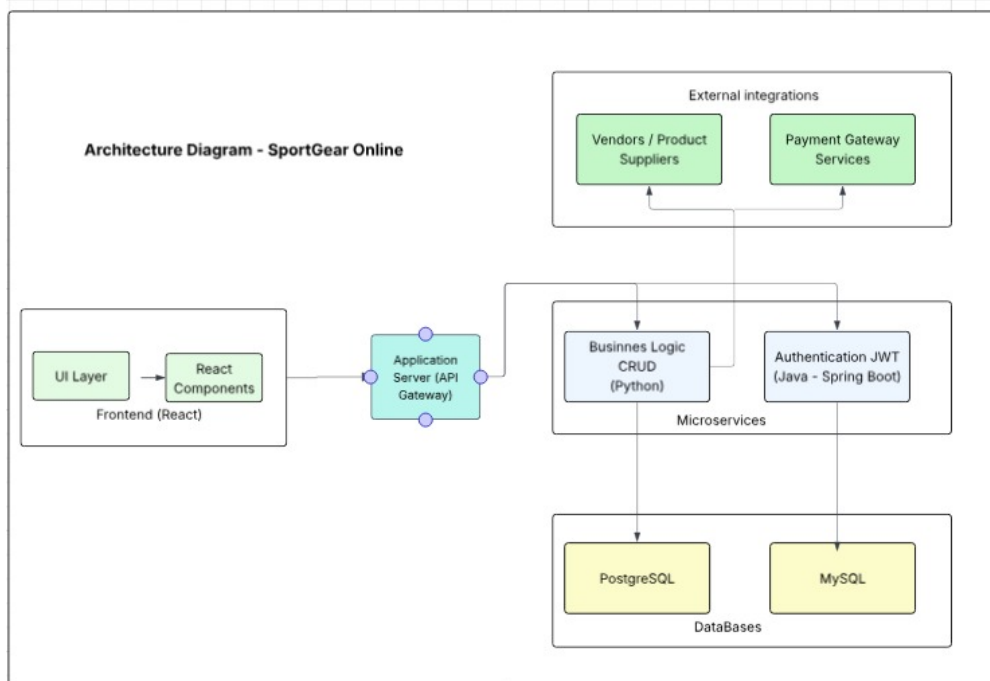 External integrations
Architecture Diagram - SportGear Online
Vendors / Product
Suppliers
Payment Gateway
Services
UI Layer
React
Components
Frontend (React)
Application
Server (API
Gateway)
Businnes Logic
CRUD
(Python)
Authentication JWT
(Java - Spring Boot)
Microservices
PostgreSQL
MySQL
DataBases